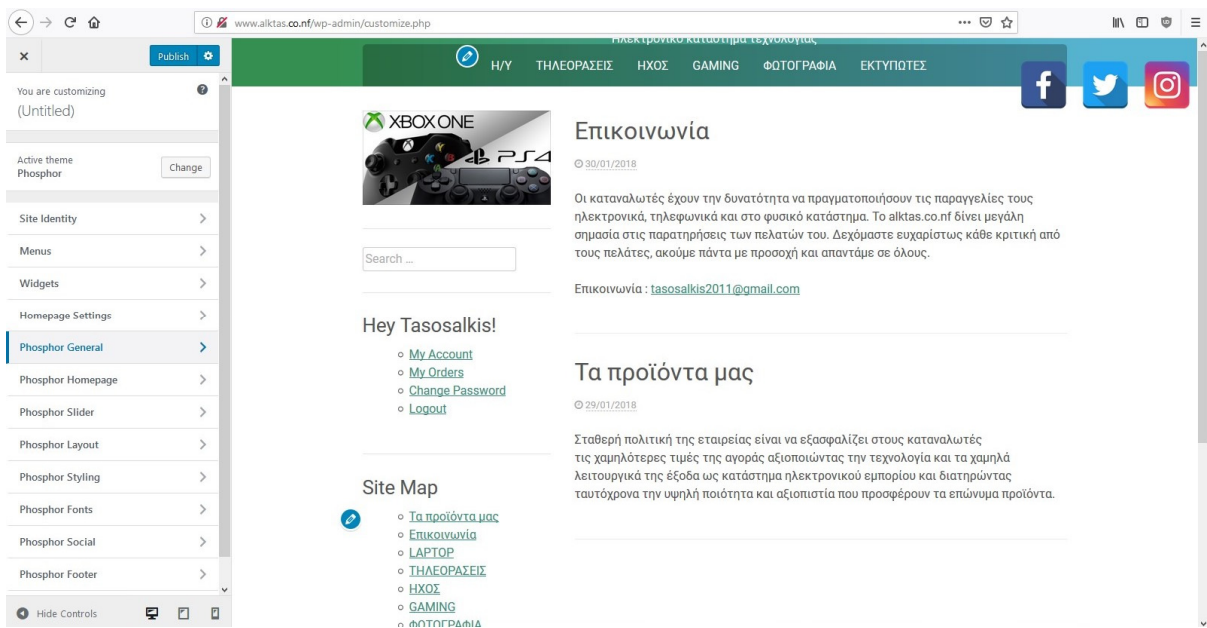 www.alktas.co.nf/wp-admin/customize.php
Publish
You are customizing
(Untitled)
Active theme
Phosphor
Change
Site Identity
Menus
Widgets
Homepage Settings
Phosphor General
Phosphor Homepage
Phosphor Slider
Phosphor Layout
Phosphor Styling
Phosphor Fonts
Phosphor Social
Phosphor Footer
Hide Controls
Ηλεκτρονικό κατάστημα τεχνολογίας
Η/Υ ΤΗΛΕΟΡΑΣΕΙΣ ΗΧΟΣ GAMING ΦΩΤΟΓΡΑΦΙΑ ΕΚΤΥΠΩΤΕΣ
XBOX ONE
PS4
Search …
Hey Tasosalkis!
My Account
My Orders
Change Password
Logout
Site Map
Τα προϊόντα μας
Επικοινωνία
LAPTOP
ΤΗΛΕΟΡΑΣΕΙΣ
ΗΧΟΣ
GAMING
ΦΩΤΟΓΡΑΦΙΑ
Επικοινωνία
30/01/2018
Οι καταναλωτές έχουν την δυνατότητα να πραγματοποιήσουν τις παραγγελίες τους
ηλεκτρονικά, τηλεφωνικά και στο φυσικό κατάστημα. Το alktas.co.nf δίνει μεγάλη
σημασία στις παρατηρήσεις των πελατών του. Δεχόμαστε ευχαρίστως κάθε κριτική από
τους πελάτες, ακούμε πάντα με προσοχή και απαντάμε σε όλους.
Επικοινωνία : tasosalkis2011@gmail.com
Τα προϊόντα μας
29/01/2018
Σταθερή πολιτική της εταιρείας είναι να εξασφαλίζει στους καταναλωτές
τις χαμηλότερες τιμές της αγοράς αξιοποιώντας την τεχνολογία και τα χαμηλά
λειτουργικά της έξοδα ως κατάστημα ηλεκτρονικού εμπορίου και διατηρώντας
ταυτόχρονα την υψηλή ποιότητα και αξιοπιστία που προσφέρουν τα επώνυμα προϊόντα.